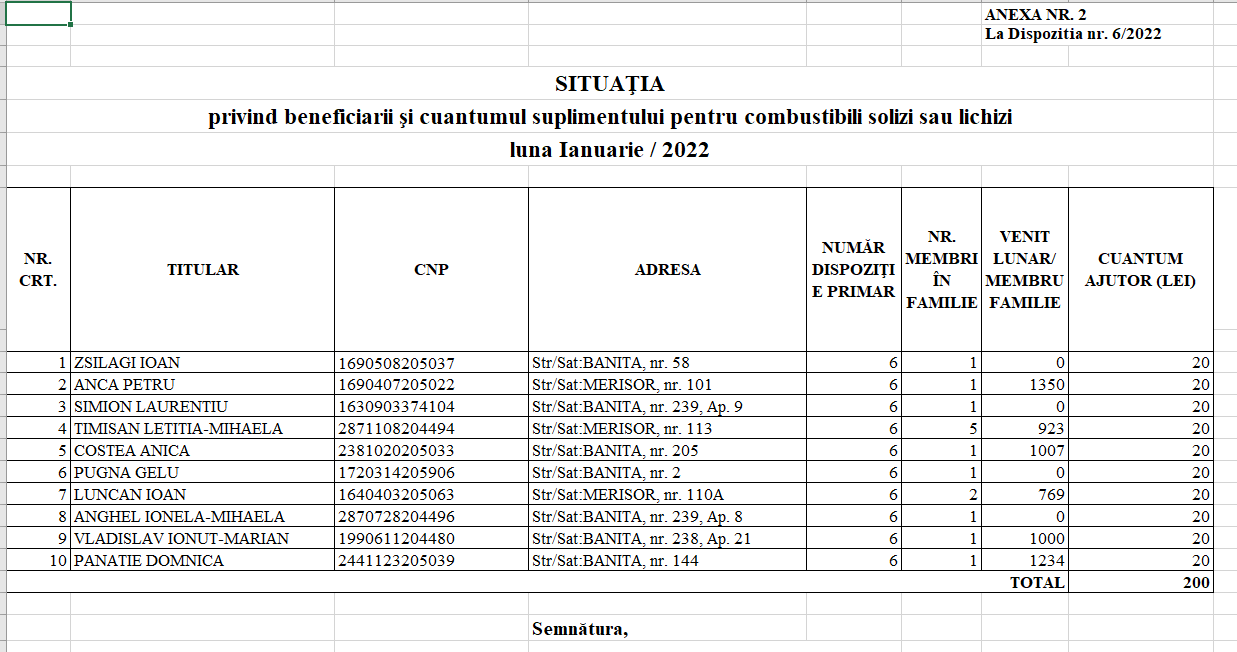 ANEXA NR. 2
La Dispozitia nr. 6/2022
SITUAŢIA
privind beneficiarii şi cuantumul suplimentului pentru combustibili solizi sau lichizi
luna Ianuarie / 2022
NR. CRT. TITULAR CNP ADRESA NUMĂR DISPOZIŢIE PRIMAR NR. MEMBRI ÎN FAMILIE VENIT LUNAR/ MEMBRU FAMILIE CUANTUM AJUTOR (LEI)
1 ZSILAGI IOAN 1690508205037 Str/Sat:BANITA, nr. 58 6 1 0 20
2 ANCA PETRU 1690407205022 Str/Sat:MERISOR, nr. 101 6 1 1350 20
3 SIMION LAURENTIU 1630903374104 Str/Sat:BANITA, nr. 239, Ap. 9 6 1 0 20
4 TIMISAN LETITIA-MIHAELA 2871108204494 Str/Sat:MERISOR, nr. 113 6 5 923 20
5 COSTEA ANICA 2381020205033 Str/Sat:BANITA, nr. 205 6 1 1007 20
6 PUGNA GELU 1720314205906 Str/Sat:BANITA, nr. 2 6 1 0 20
7 LUNCAN IOAN 1640403205063 Str/Sat:MERISOR, nr. 110A 6 2 769 20
8 ANGHEL IONELA-MIHAELA 2870728204496 Str/Sat:BANITA, nr. 239, Ap. 8 6 1 0 20
9 VLADISLAV IONUT-MARIAN 1990611204480 Str/Sat:BANITA, nr. 238, Ap. 21 6 1 1000 20
10 PANATIE DOMNICA 2441123205039 Str/Sat:BANITA, nr. 144 6 1 1234 20
TOTAL 200
Semnătura,